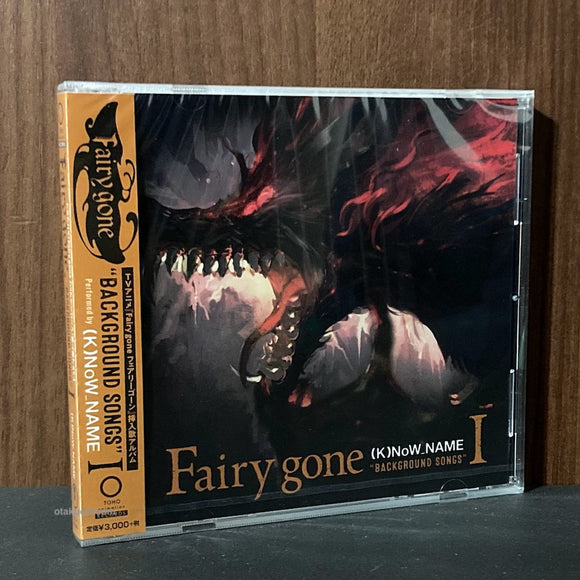 Fairy gone
"BACKGROUND SONGS"
Performed by (K)NoW_NAME
I
TVアニメ『Fairy gone フェアリーゴーン』挿入歌アルバム
TOHO
animation
RECORDS
定価¥3,000+税
Fairy gone
(K)NoW_NAME
"BACKGROUND SONGS"
I